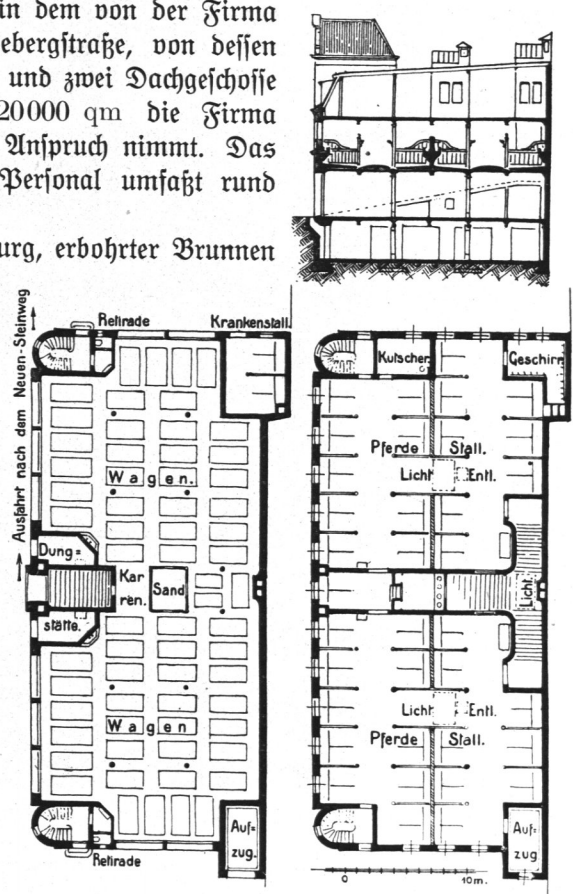 in dem von der Firma
ebergſtraße, von deſſen
und zwei Dachgeſchoſſe
20000 qm die Firma
Anſpruch nimmt. Das
Perſonal umfaßt rund
urg, erbohrter Brunnen
Ausfahrt nach dem Neuen-Steinweg
Retirade
Krankenstall.
Wagen.
Dung=
stätte.
Kar
ren.
Sand
Wagen
Retirade
Auf=
zug.
Kutscher.
Geschirr
Pferde Stall.
Licht Entl.
Licht.
Licht Entl.
Pferde Stall.
Auf=
zug
0 10m.